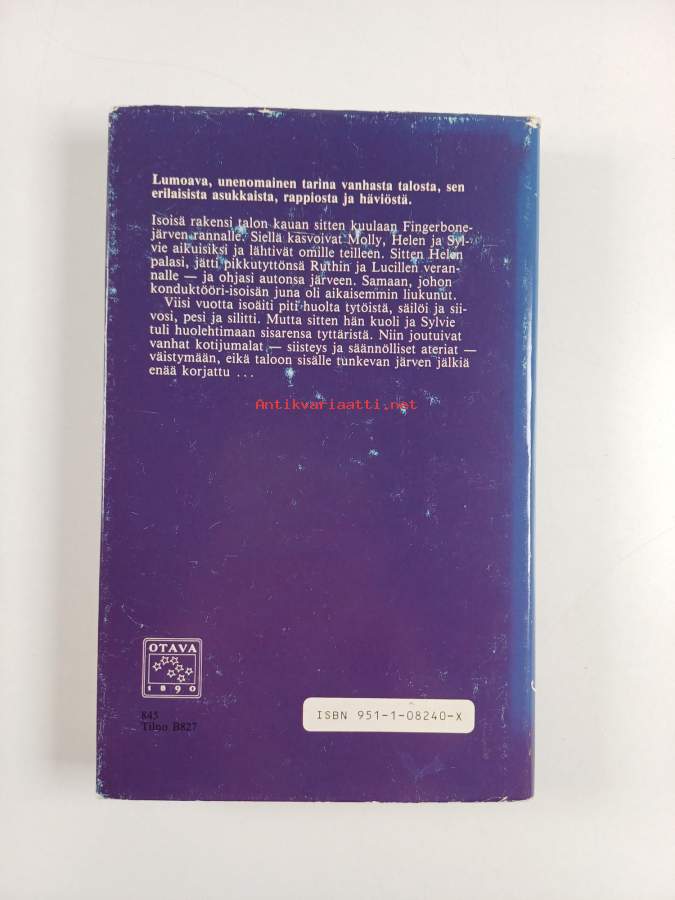 Lumoava, unenomainen tarina vanhasta talosta, sen
erilaisista asukkaista, rappiosta ja häviöstä.
Isoisä rakensi talon kauan sitten kuulaan Fingerbone-
järven rannalle. Siellä kasvoivat Molly, Helen ja Syl-
vie aikuisiksi ja lähtivät omille teilleen. Sitten Helen
palasi, jätti pikkutyttönsä Ruthin ja Lucillen veran-
nalle — ja ohjasi autonsa järveen. Samaan, johon
konduktööri-isoisän juna oli aikaisemmin liukunut.
Viisi vuotta isoäiti piti huolta tytöistä, säilöi ja sii-
vosi, pesi ja silitti. Mutta sitten hän kuoli ja Sylvie
tuli huolehtimaan sisarensa tyttäristä. Niin joutuivat
vanhat kotijumalat — siisteys ja säännölliset ateriat —
väistymään, eikä taloon sisälle tunkevan järven jälkiä
enää korjattu ...
Antikvariaatti.net
OTAVA
1890
845
Tilno B827
ISBN 951-1-08240-X